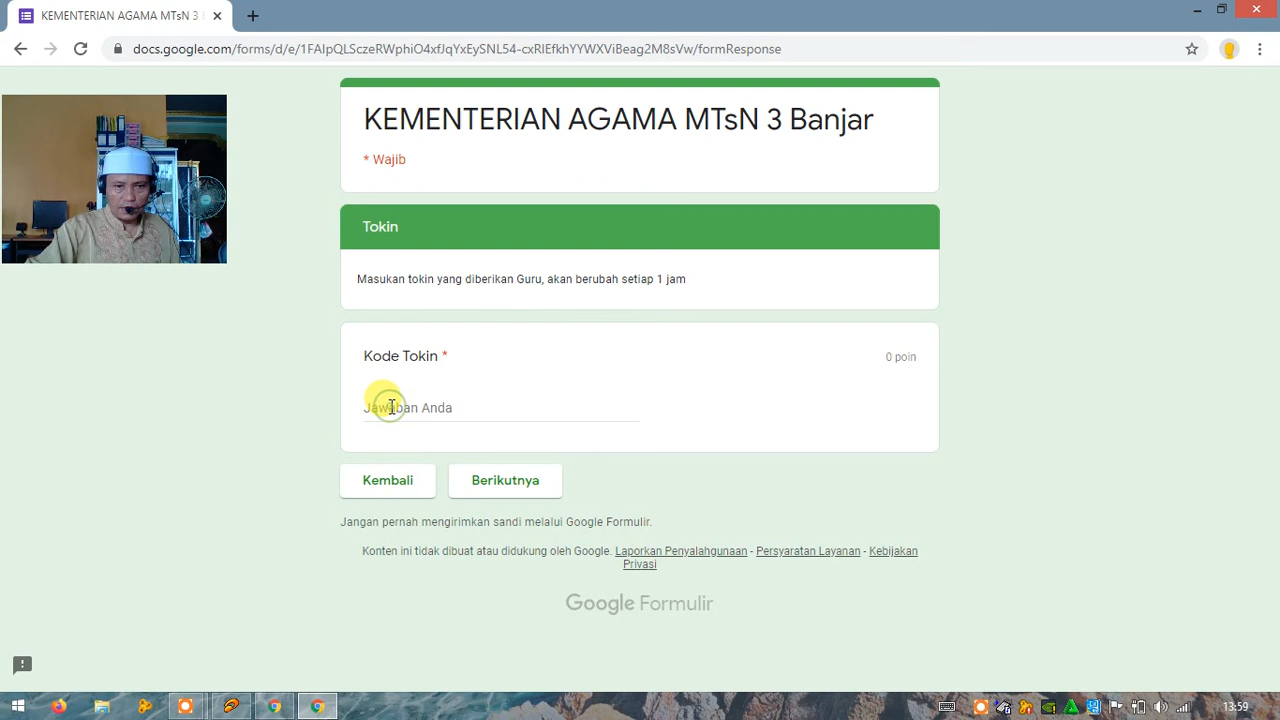 KEMENTERIAN AGAMA MTsN 3 B
docs.google.com/forms/d/e/1FAIpQLSczeRWphiO4xfJqYxEySNL54-cxRlEfkhYYWXViBeag2M8sVw/formResponse
KEMENTERIAN AGAMA MTsN 3 Banjar
* Wajib
Tokin
Masukan tokin yang diberikan Guru, akan berubah setiap 1 jam
Kode Tokin *
0 poin
Jawaban Anda
Kembali
Berikutnya
Jangan pernah mengirimkan sandi melalui Google Formulir.
Konten ini tidak dibuat atau didukung oleh Google. Laporkan Penyalahgunaan - Persyaratan Layanan - Kebijakan
Privasi
Google Formulir
13:59